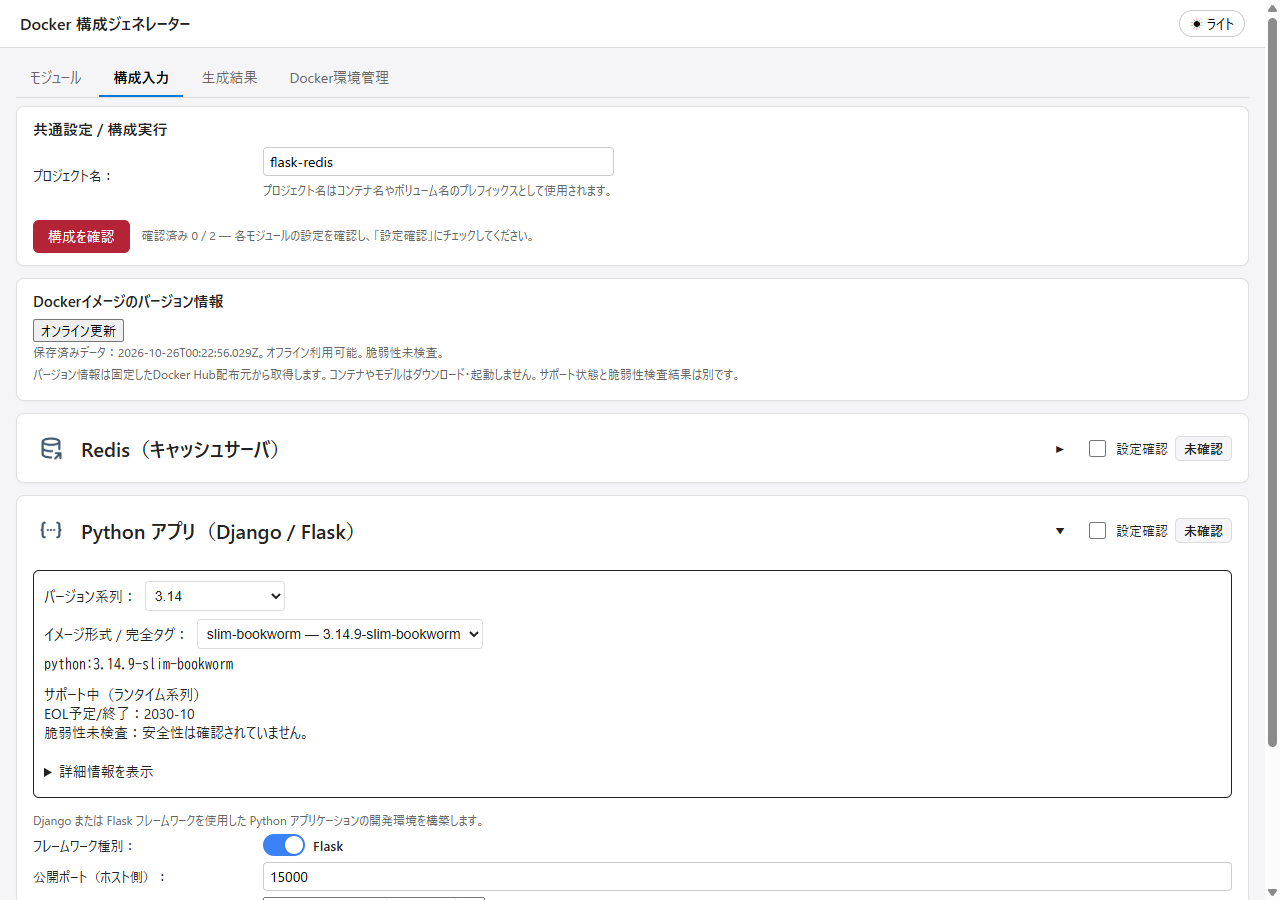 Docker 構成ジェネレーター
ライト
モジュール 構成入力 生成結果 Docker環境管理
共通設定 / 構成実行
プロジェクト名：
flask-redis
プロジェクト名はコンテナ名やボリューム名のプレフィックスとして使用されます。
構成を確認 確認済み 0 / 2 — 各モジュールの設定を確認し、「設定確認」にチェックしてください。
Dockerイメージのバージョン情報
オンライン更新
保存済みデータ：2026-10-26T00:22:56.029Z。オフライン利用可能。脆弱性未検査。
バージョン情報は固定したDocker Hub配布元から取得します。コンテナやモデルはダウンロード・起動しません。サポート状態と脆弱性検査結果は別です。
Redis（キャッシュサーバ） ► 設定確認 未確認
Python アプリ（Django / Flask） ▼ 設定確認 未確認
バージョン系列： 3.14
イメージ形式 / 完全タグ： slim-bookworm — 3.14.9-slim-bookworm
python:3.14.9-slim-bookworm
サポート中（ランタイム系列）
EOL予定/終了：2030-10
脆弱性未検査：安全性は確認されていません。
▶ 詳細情報を表示
Django または Flask フレームワークを使用した Python アプリケーションの開発環境を構築します。
フレームワーク種別： Flask
公開ポート（ホスト側）： 15000